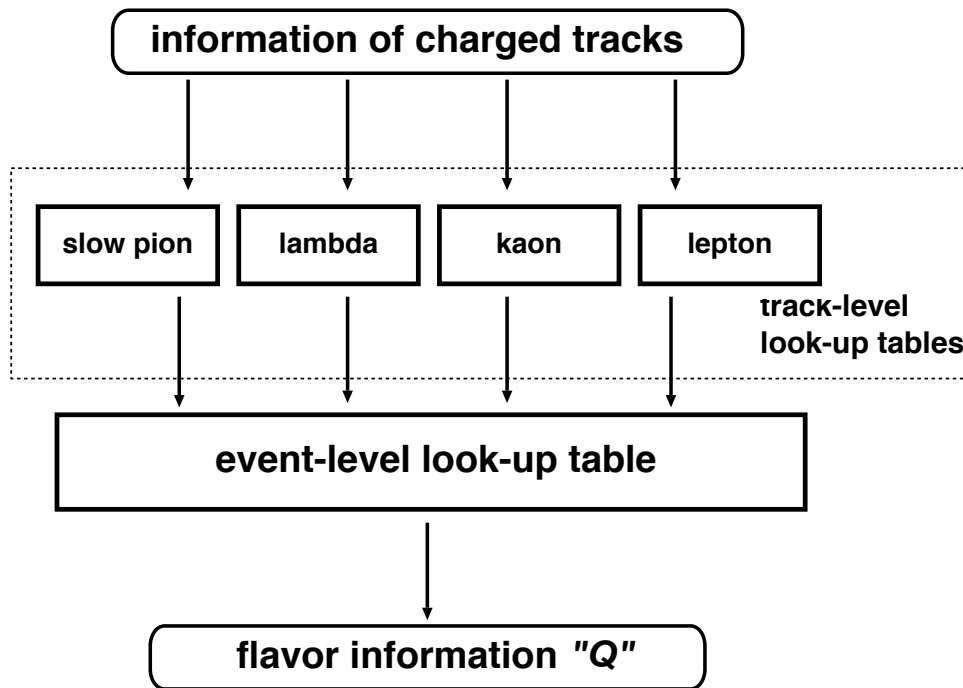 information of charged tracks
slow pion
lambda
kaon
lepton
track-level
look-up tables
event-level look-up table
flavor information "Q"